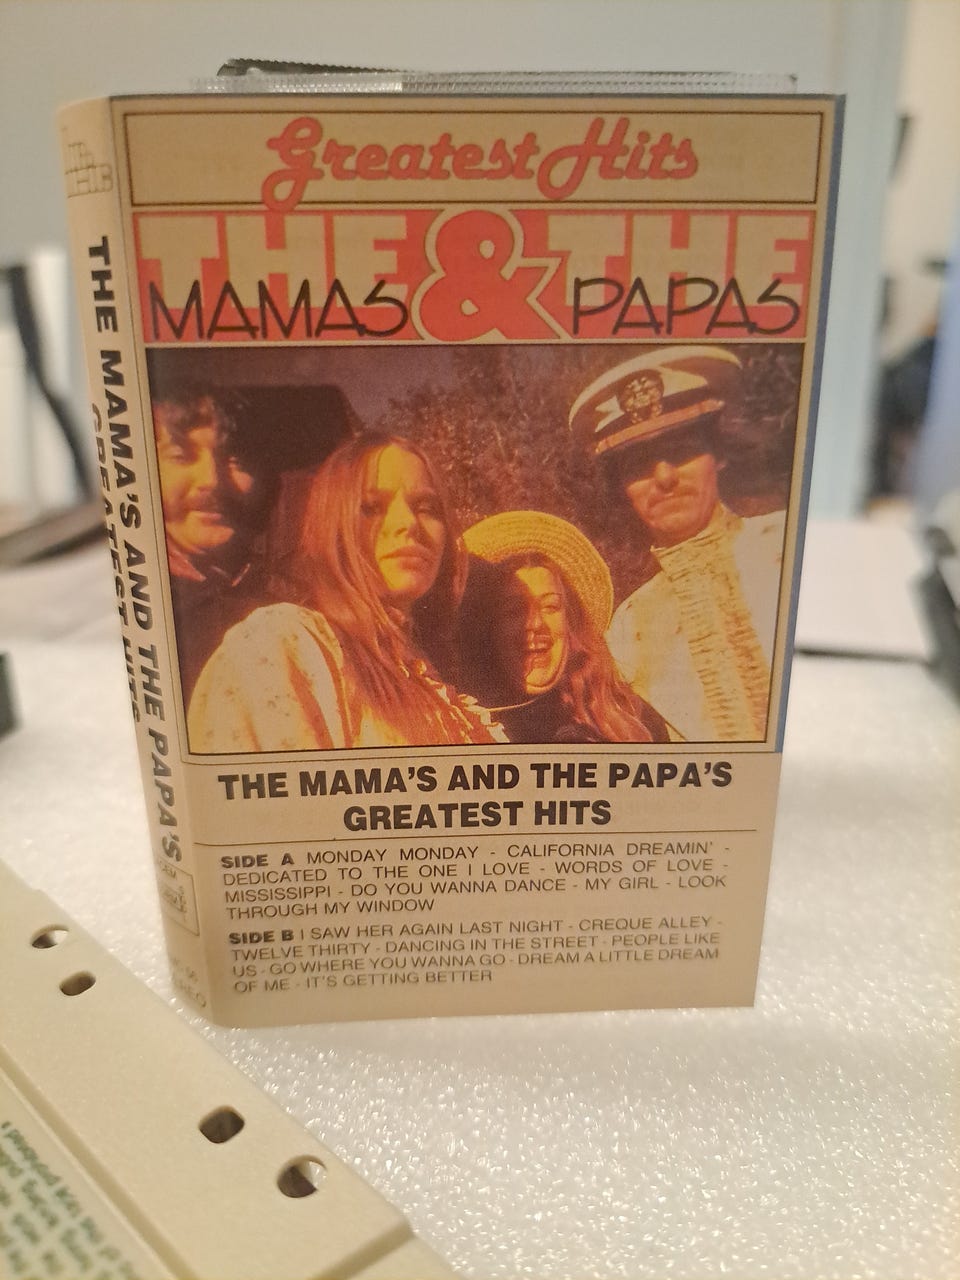 Greatest Hits
THE & THE
MAMAS PAPAS
THE MAMA'S AND THE PAPA'S
GREATEST HITS
SIDE A MONDAY MONDAY - CALIFORNIA DREAMIN' -
DEDICATED TO THE ONE I LOVE - WORDS OF LOVE -
MISSISSIPPI - DO YOU WANNA DANCE - MY GIRL - LOOK
THROUGH MY WINDOW
SIDE B I SAW HER AGAIN LAST NIGHT - CREQUE ALLEY -
TWELVE THIRTY - DANCING IN THE STREET - PEOPLE LIKE
US - GO WHERE YOU WANNA GO - DREAM A LITTLE DREAM
OF ME - IT'S GETTING BETTER
THE MAMA'S AND THE PAPA'S
GREATEST HITS